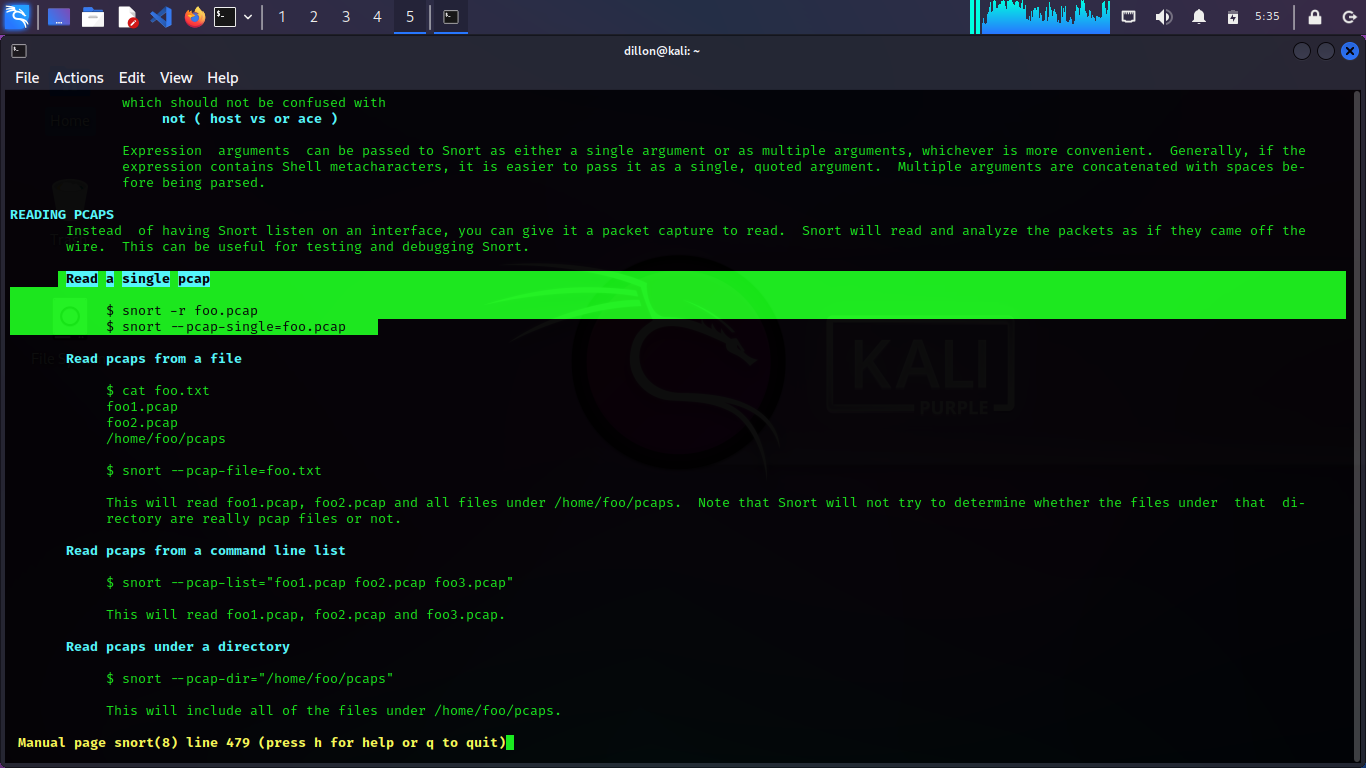 1 2 3 4 5 5:35
dillon@kali: ~
File Actions Edit View Help
which should not be confused with
not ( host vs or ace )
Home
Expression  arguments  can be passed to Snort as either a single argument or as multiple arguments, whichever is more convenient.  Generally, if the
expression contains Shell metacharacters, it is easier to pass it as a single, quoted argument.  Multiple arguments are concatenated with spaces be-
fore being parsed.
READING PCAPS
Instead  of having Snort listen on an interface, you can give it a packet capture to read.  Snort will read and analyze the packets as if they came off the
wire.  This can be useful for testing and debugging Snort.
Read a single pcap
$ snort -r foo.pcap
$ snort --pcap-single=foo.pcap
Read pcaps from a file
KALI
PURPLE
$ cat foo.txt
foo1.pcap
foo2.pcap
/home/foo/pcaps
$ snort --pcap-file=foo.txt
This will read foo1.pcap, foo2.pcap and all files under /home/foo/pcaps.  Note that Snort will not try to determine whether the files under  that  di-
rectory are really pcap files or not.
Read pcaps from a command line list
$ snort --pcap-list="foo1.pcap foo2.pcap foo3.pcap"
This will read foo1.pcap, foo2.pcap and foo3.pcap.
Read pcaps under a directory
$ snort --pcap-dir="/home/foo/pcaps"
This will include all of the files under /home/foo/pcaps.
Manual page snort(8) line 479 (press h for help or q to quit)